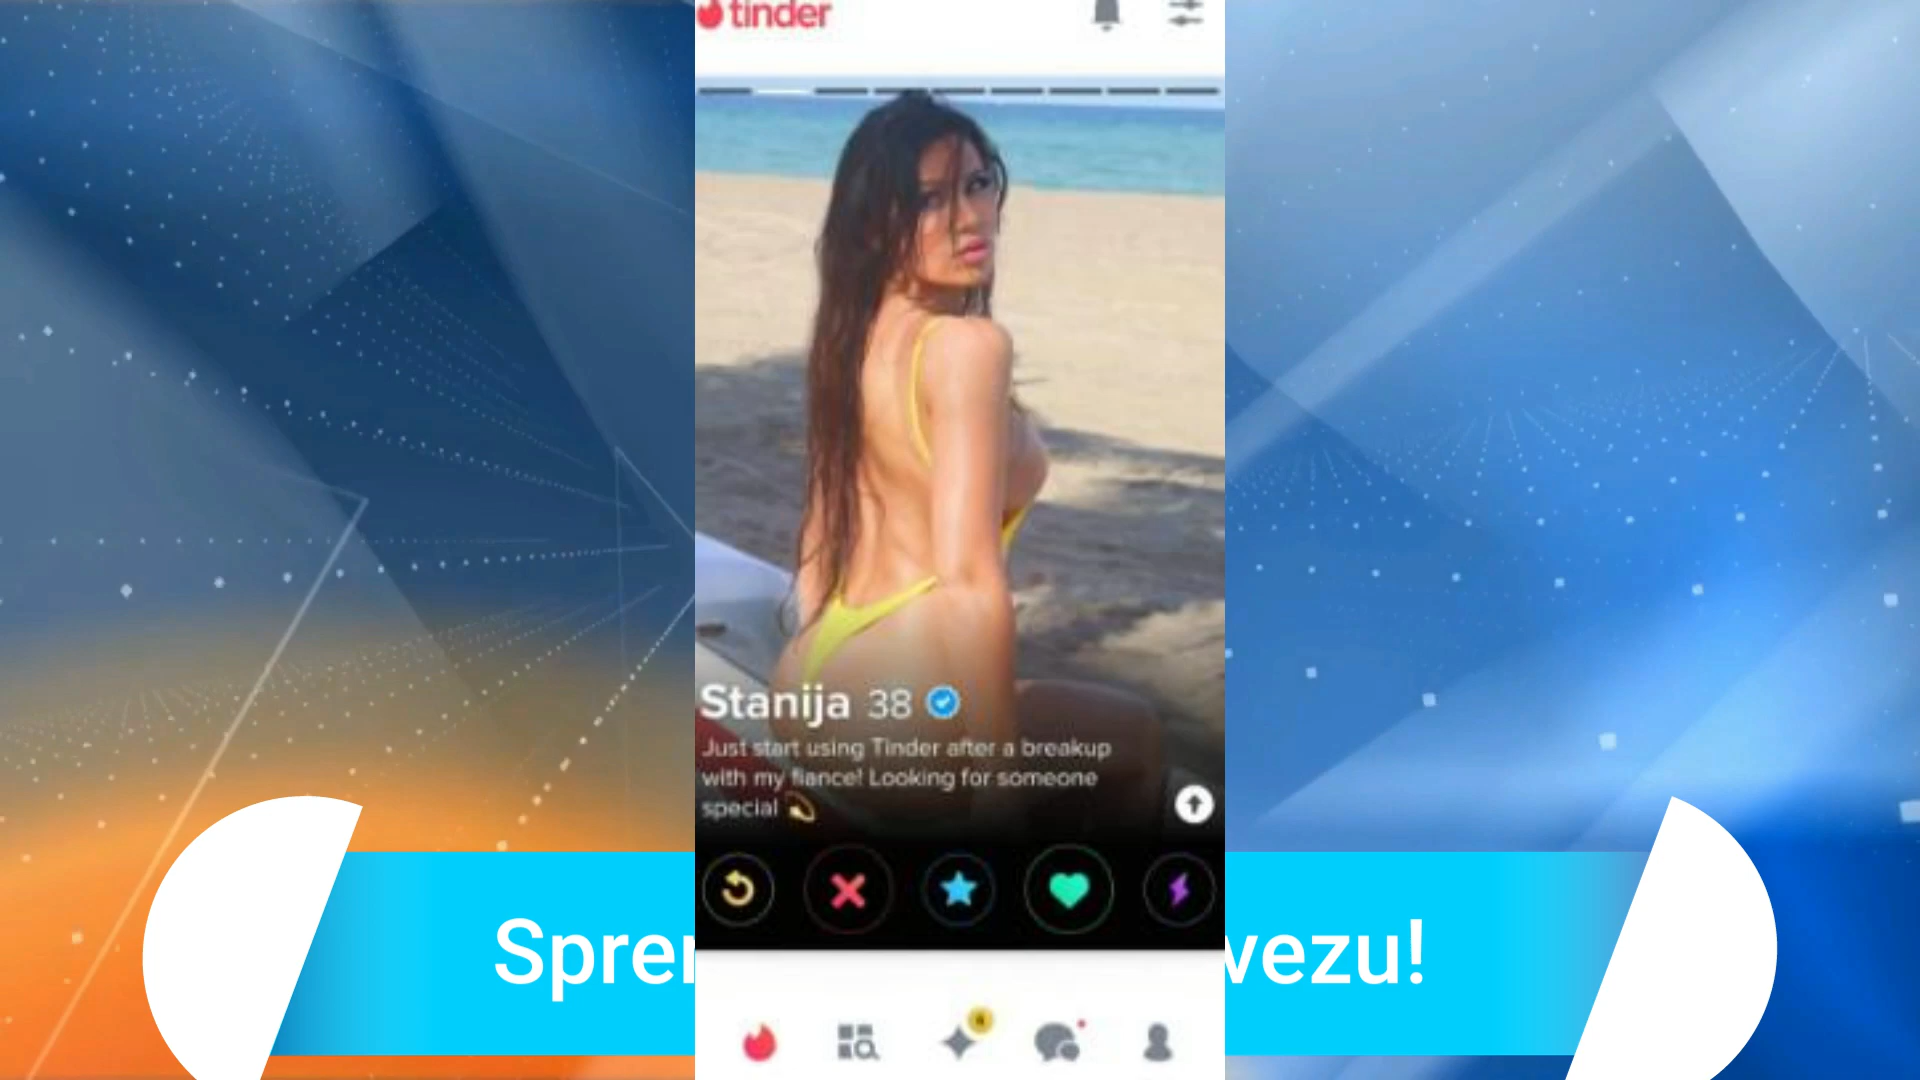 tinder
Stanija 38
Just start using Tinder after a breakup
with my fiance! Looking for someone
special
Spre
vezu!